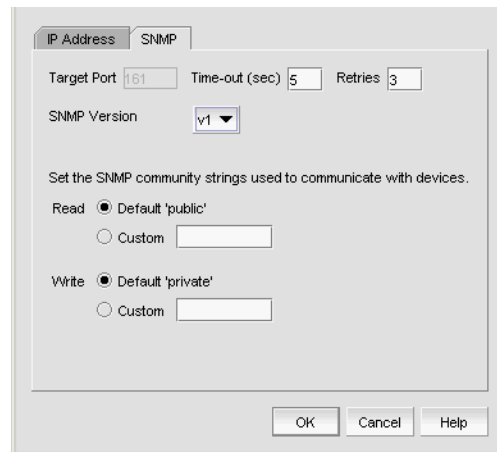 IP Address SNMP
Target Port 161 Time-out (sec) 5 Retries 3
SNMP Version v1
Set the SNMP community strings used to communicate with devices.
Read Default 'public'
Custom
Write Default 'private'
Custom
OK Cancel Help